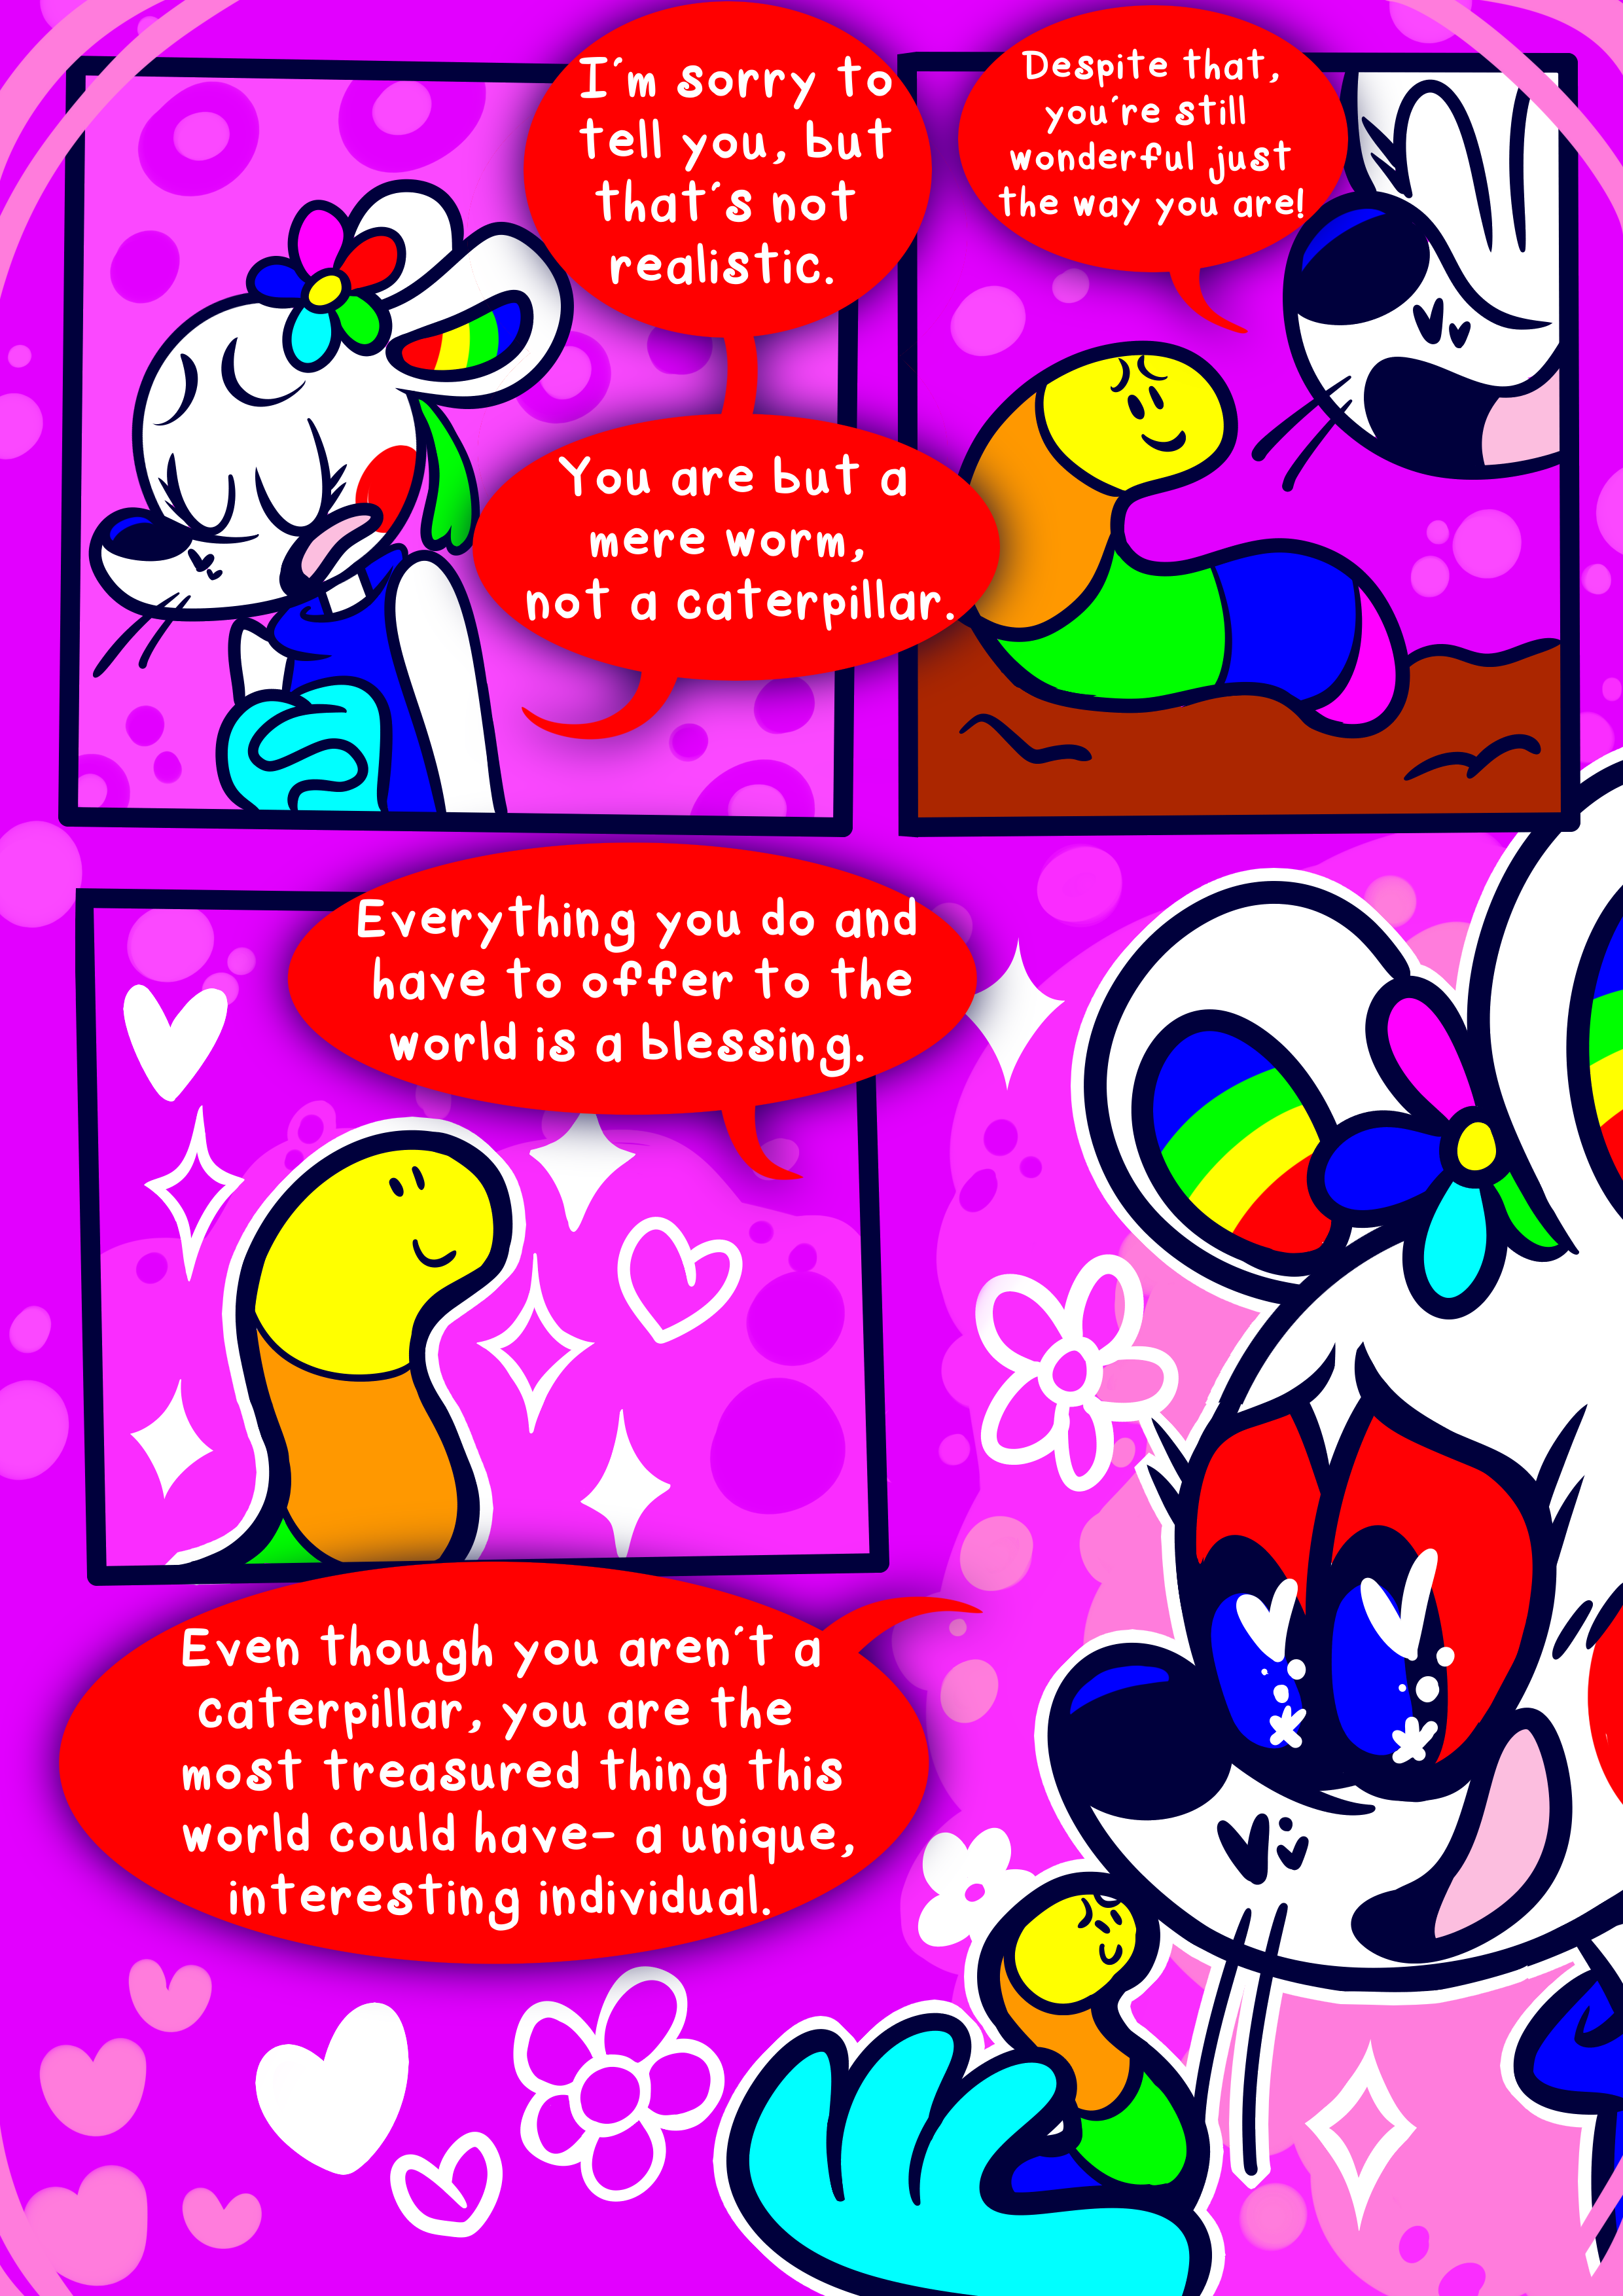 I'm sorry to
tell you, but
that's not
realistic.
You are but a
mere worm,
not a caterpillar.
Despite that,
you're still
wonderful just
the way you are!
Everything you do and
have to offer to the
world is a blessing.
Even though you aren't a
caterpillar, you are the
most treasured thing this
world could have- a unique,
interesting individual.